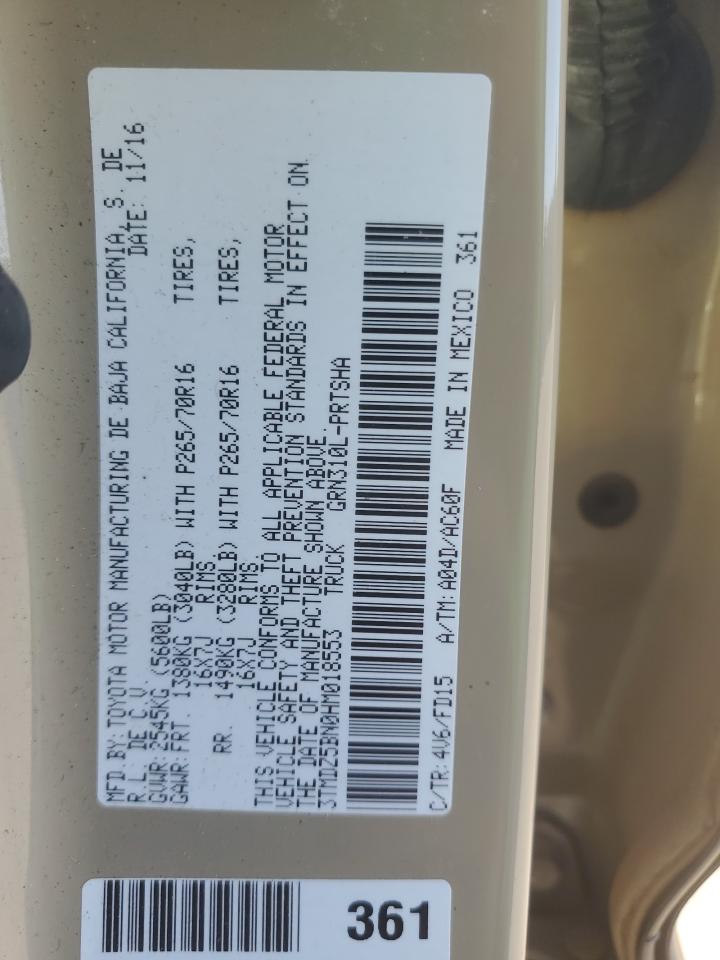 MFD BY: TOYOTA MOTOR MANUFACTURING DE BAJA CALIFORNIA, S. DE
R. L. DE C. V. DATE: 11/16
GVWR: 2545KG (5600LB)
GAWR: FRT. 1380KG (3040LB) WITH P265/70R16 TIRES,
16X7J RIMS
RR. 1490KG (3280LB) WITH P265/70R16 TIRES,
16X7J RIMS.
THIS VEHICLE CONFORMS TO ALL APPLICABLE FEDERAL MOTOR
VEHICLE SAFETY AND THEFT PREVENTION STANDARDS IN EFFECT ON
THE DATE OF MANUFACTURE SHOWN ABOVE.
3TMDZ5BN0HM018553 TRUCK GRN310L-PRTSHA
C/TR: 4V6/FD15 A/TM: A04D/AC60F MADE IN MEXICO 361
361